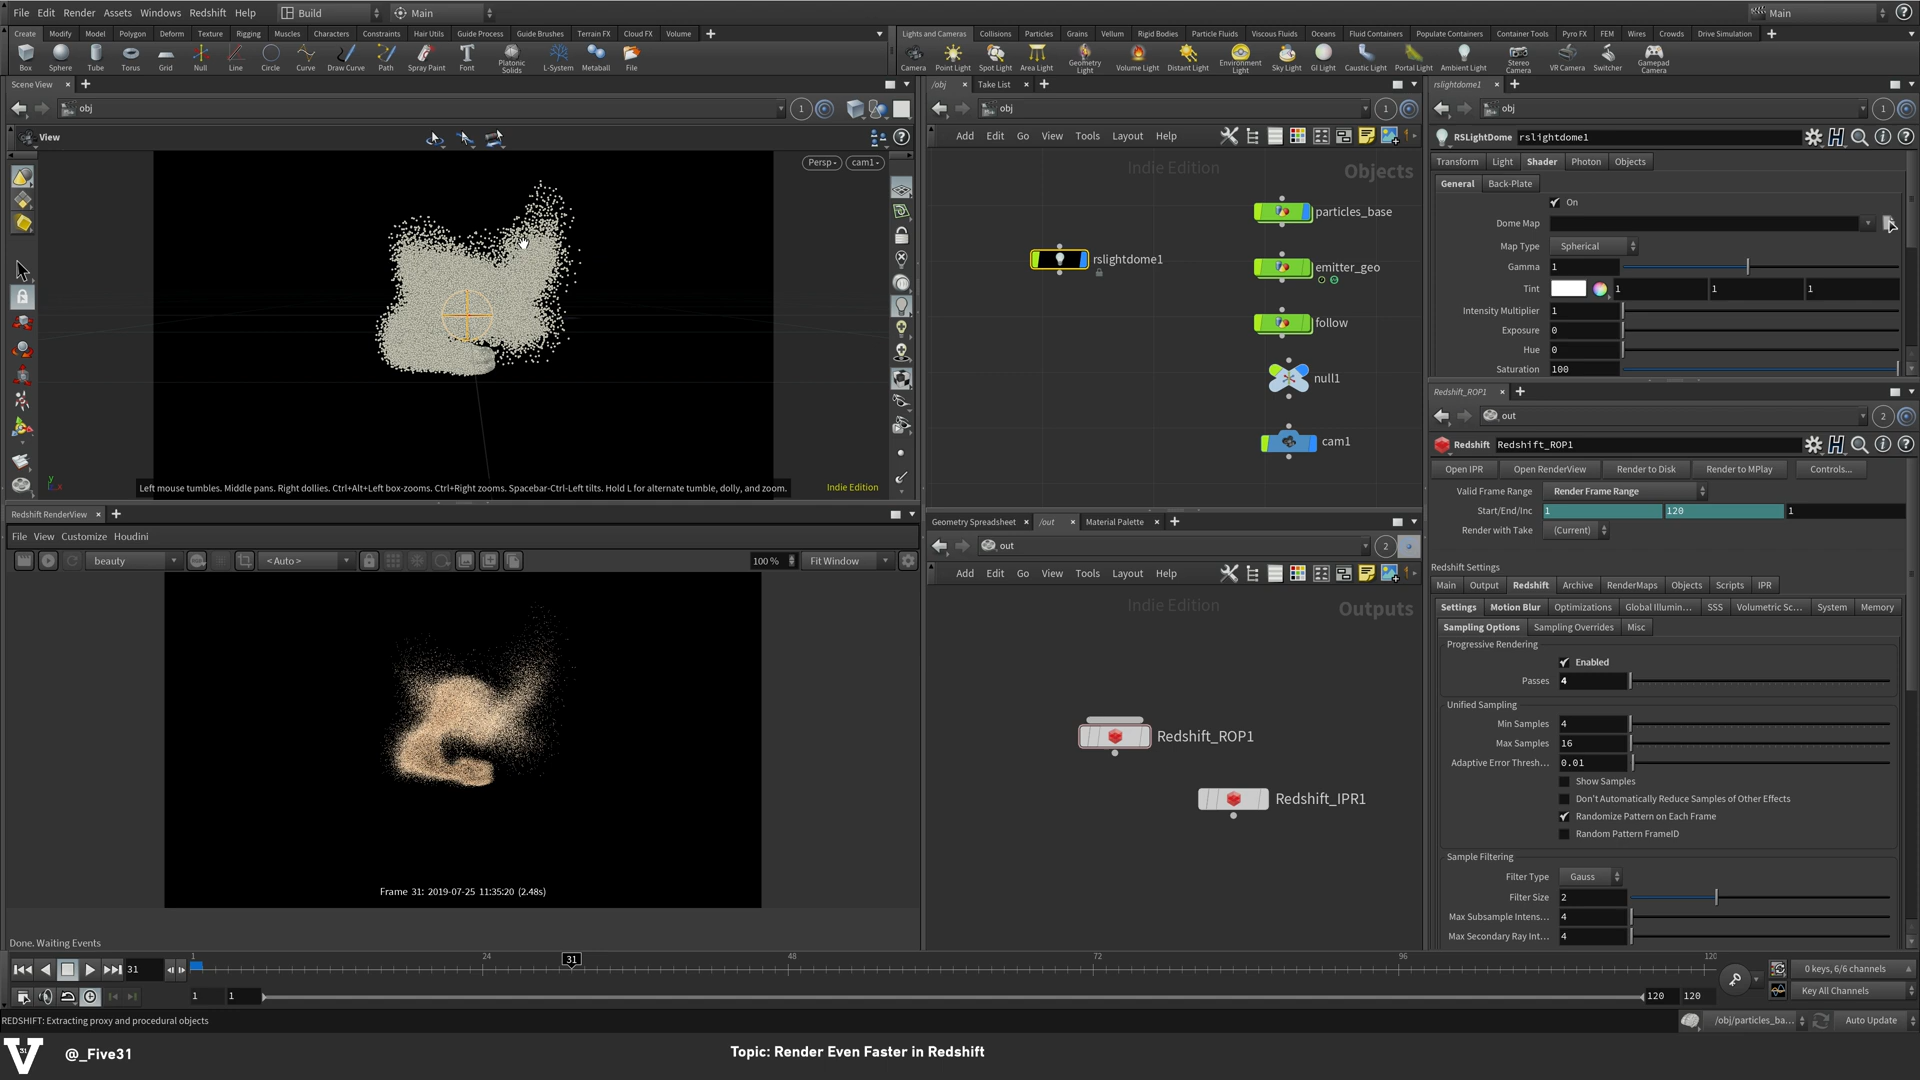 File Edit Render Assets Windows Redshift Help Build Main Main
Create Modify Model Polygon Deform Texture Rigging Muscles Characters Constraints Hair Utils Guide Process Guide Brushes Terrain FX Cloud FX Volume
Box Sphere Tube Torus Grid Null Line Circle Curve Draw Curve Path Spray Paint Font Platonic Solids L-System Metaball File
Lights and Cameras Collisions Particles Grains Vellum Rigid Bodies Particle Fluids Viscous Fluids Oceans Fluid Containers Populate Containers Container Tools Pyro FX FEM Wires Crowds Drive Simulation
Camera Point Light Spot Light Area Light Geometry Light Volume Light Distant Light Environment Light Sky Light GI Light Caustic Light Portal Light Ambient Light Stereo Camera VR Camera Switcher Gamepad Camera
Scene View
obj 1
View
Persp cam1
Left mouse tumbles. Middle pans. Right dollies. Ctrl+Alt+Left box-zooms. Ctrl+Right zooms. Spacebar-Ctrl-Left tilts. Hold L for alternate tumble, dolly, and zoom.
Indie Edition
Redshift RenderView
File View Customize Houdini
beauty <Auto> 100 % Fit Window
Frame 31: 2019-07-25 11:35:20 (2.48s)
Done. Waiting Events
/obj Take List
obj 1
Add Edit Go View Tools Layout Help
Indie Edition Objects
particles_base
rslightdome1
emitter_geo
follow
null1
cam1
Geometry Spreadsheet /out Material Palette
out 2
Add Edit Go View Tools Layout Help
Indie Edition Outputs
Redshift_ROP1
Redshift_IPR1
rslightdome1
obj 1
RSLightDome rslightdome1
Transform Light Shader Photon Objects
General Back-Plate
On
Dome Map
Map Type Spherical
Gamma 1
Tint 1 1 1
Intensity Multiplier 1
Exposure 0
Hue 0
Saturation 100
Redshift_ROP1
out 2
Redshift Redshift_ROP1
Open IPR Open RenderView Render to Disk Render to MPlay Controls...
Valid Frame Range Render Frame Range
Start/End/Inc 1 120 1
Render with Take (Current)
Redshift Settings
Main Output Redshift Archive RenderMaps Objects Scripts IPR
Settings Motion Blur Optimizations Global Illumin... SSS Volumetric Sc... System Memory
Sampling Options Sampling Overrides Misc
Progressive Rendering
Enabled
Passes 4
Unified Sampling
Min Samples 4
Max Samples 16
Adaptive Error Thresh... 0.01
Show Samples
Don't Automatically Reduce Samples of Other Effects
Randomize Pattern on Each Frame
Random Pattern FrameID
Sample Filtering
Filter Type Gauss
Filter Size 2
Max Subsample Intens... 4
Max Secondary Ray Int... 4
31 1 24 31 48 72 96 120
0 keys, 6/6 channels
1 1 120 120
Key All Channels
REDSHIFT: Extracting proxy and procedural objects
/obj/particles_ba... Auto Update
@_Five31
Topic: Render Even Faster in Redshift